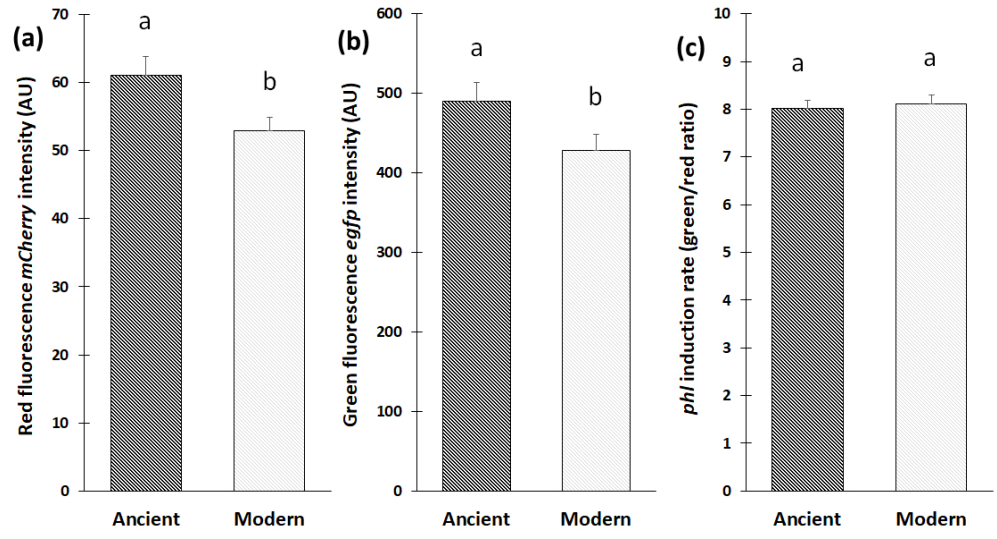 (a)
Red fluorescence mCherry intensity (AU)
70
60
50
40
30
20
10
0
a
b
Ancient Modern
(b)
Green fluorescence egfp intensity (AU)
600
500
400
300
200
100
0
a
b
Ancient Modern
(c)
phl induction rate (green/red ratio)
10
9
8
7
6
5
4
3
2
1
0
a
a
Ancient Modern